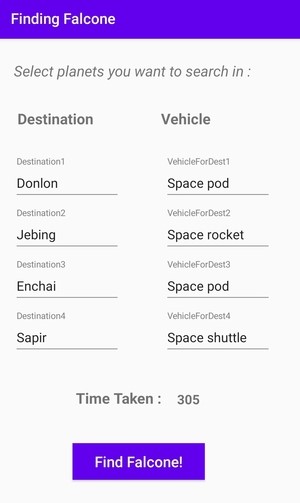 Finding Falcone
Select planets you want to search in :
Destination Vehicle
Destination1 VehicleForDest1
Donlon Space pod
Destination2 VehicleForDest2
Jebing Space rocket
Destination3 VehicleForDest3
Enchai Space pod
Destination4 VehicleForDest4
Sapir Space shuttle
Time Taken : 305
Find Falcone!